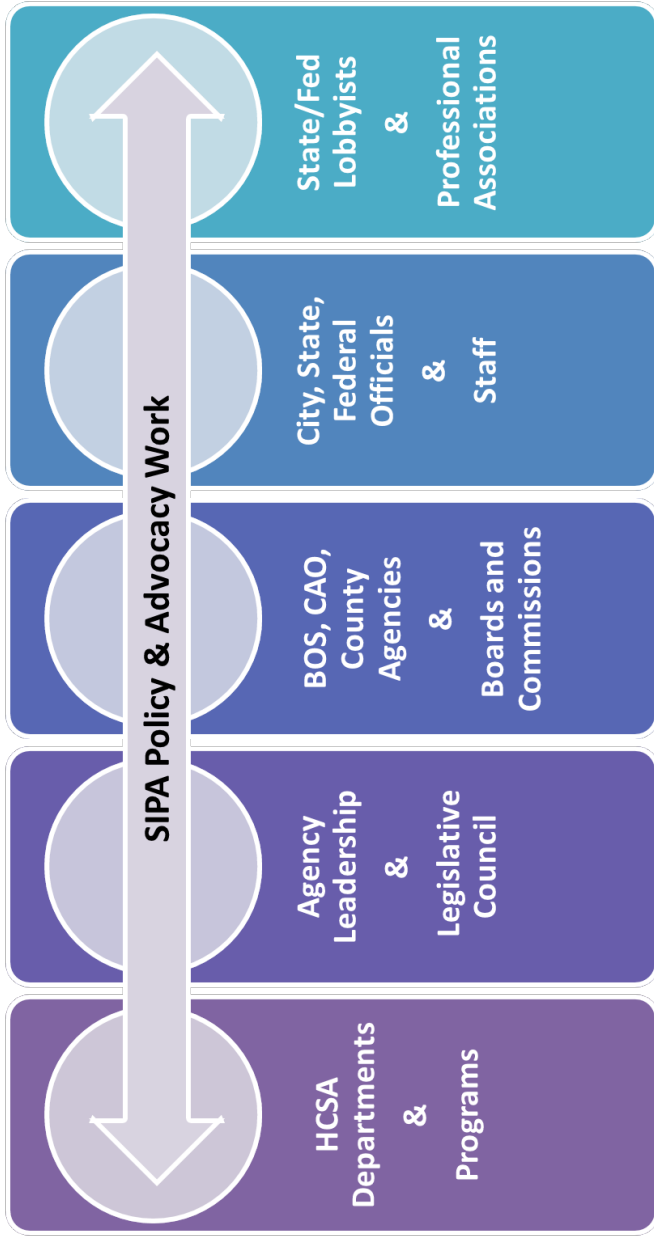 SIPA Policy & Advocacy Work
HCSA
Departments
&
Programs
Agency
Leadership
&
Legislative
Council
BOS, CAO,
County
Agencies
&
Boards and
Commissions
City, State,
Federal
Officials
&
Staff
State/Fed
Lobbyists
&
Professional
Associations